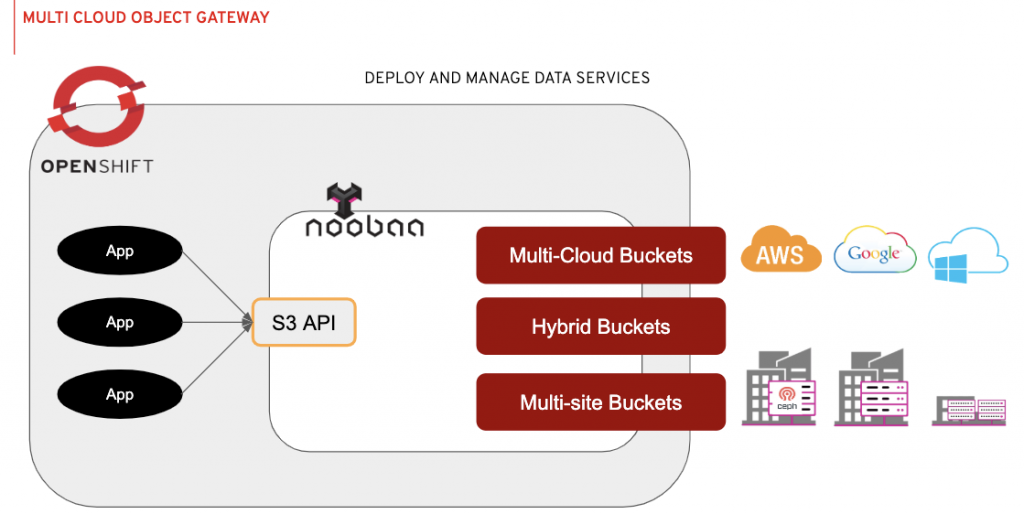 MULTI CLOUD OBJECT GATEWAY
DEPLOY AND MANAGE DATA SERVICES
OPENSHIFT
noobaa
App
App
App
S3 API
Multi-Cloud Buckets
Hybrid Buckets
Multi-site Buckets
AWS
Google
ceph